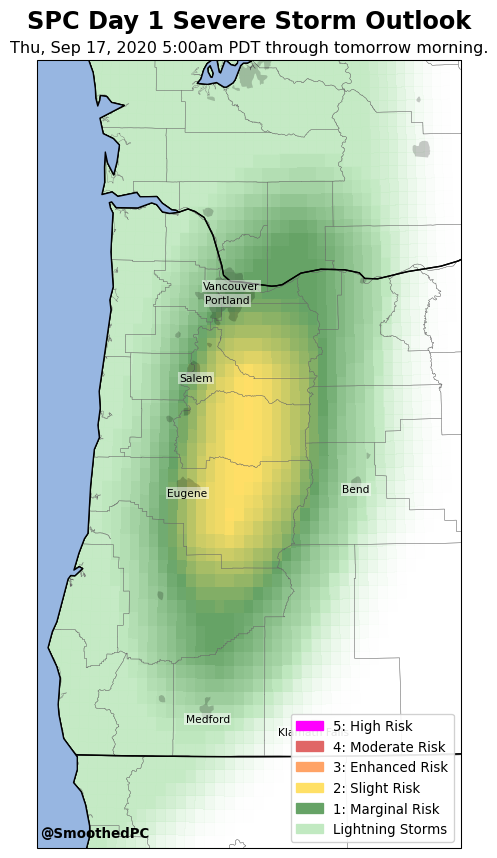 SPC Day 1 Severe Storm Outlook
Thu, Sep 17, 2020 5:00am PDT through tomorrow morning.
Vancouver
Portland
Salem
Eugene
Bend
Medford
5: High Risk
4: Moderate Risk
3: Enhanced Risk
2: Slight Risk
1: Marginal Risk
Lightning Storms
@SmoothedPC